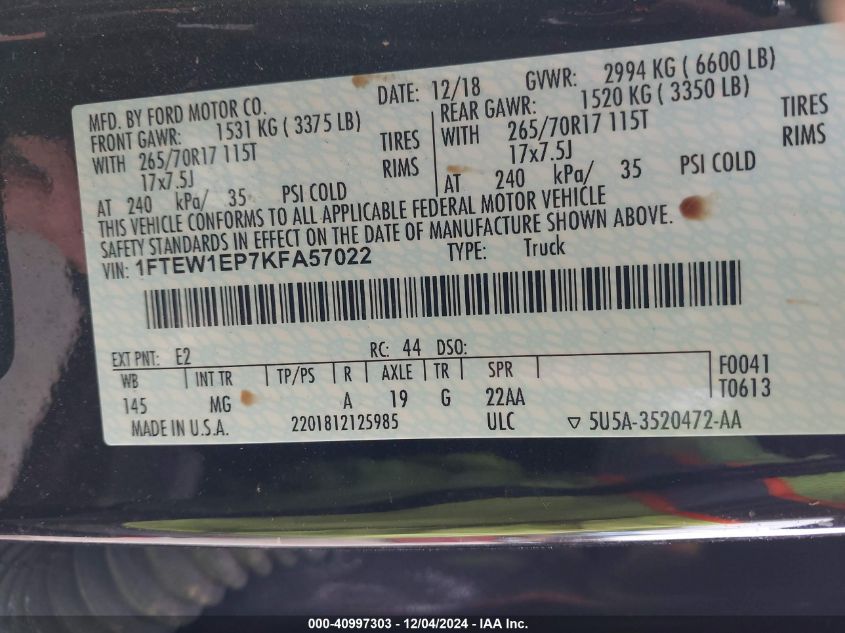 MFD. BY FORD MOTOR CO.
DATE: 12/18 GVWR: 2994 KG ( 6600 LB)
FRONT GAWR: 1531 KG ( 3375 LB)
WITH 265/70R17 115T TIRES
17x7.5J RIMS
AT 240 kPa/ 35 PSI COLD
REAR GAWR: 1520 KG ( 3350 LB)
WITH 265/70R17 115T TIRES
17x7.5J RIMS
AT 240 kPa/ 35 PSI COLD
THIS VEHICLE CONFORMS TO ALL APPLICABLE FEDERAL MOTOR VEHICLE
SAFETY STANDARDS IN EFFECT ON THE DATE OF MANUFACTURE SHOWN ABOVE.
VIN: 1FTEW1EP7KFA57022 TYPE: Truck
EXT PNT: E2 RC: 44 DSO:
WB INT TR TP/PS R AXLE TR SPR F0041
145 MG A 19 G 22AA T0613
MADE IN U.S.A. 2201812125985 ULC ▽ 5U5A-3520472-AA
000-40997303 - 12/04/2024 - IAA Inc.